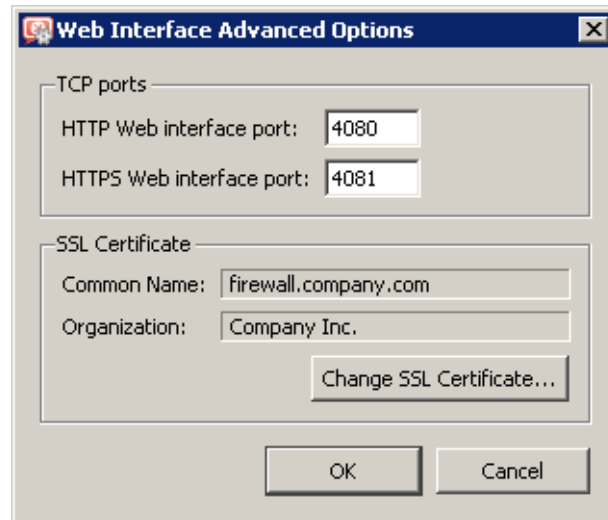 Web Interface Advanced Options
TCP ports
HTTP Web interface port: 4080
HTTPS Web interface port: 4081
SSL Certificate
Common Name: firewall.company.com
Organization: Company Inc.
Change SSL Certificate...
OK Cancel